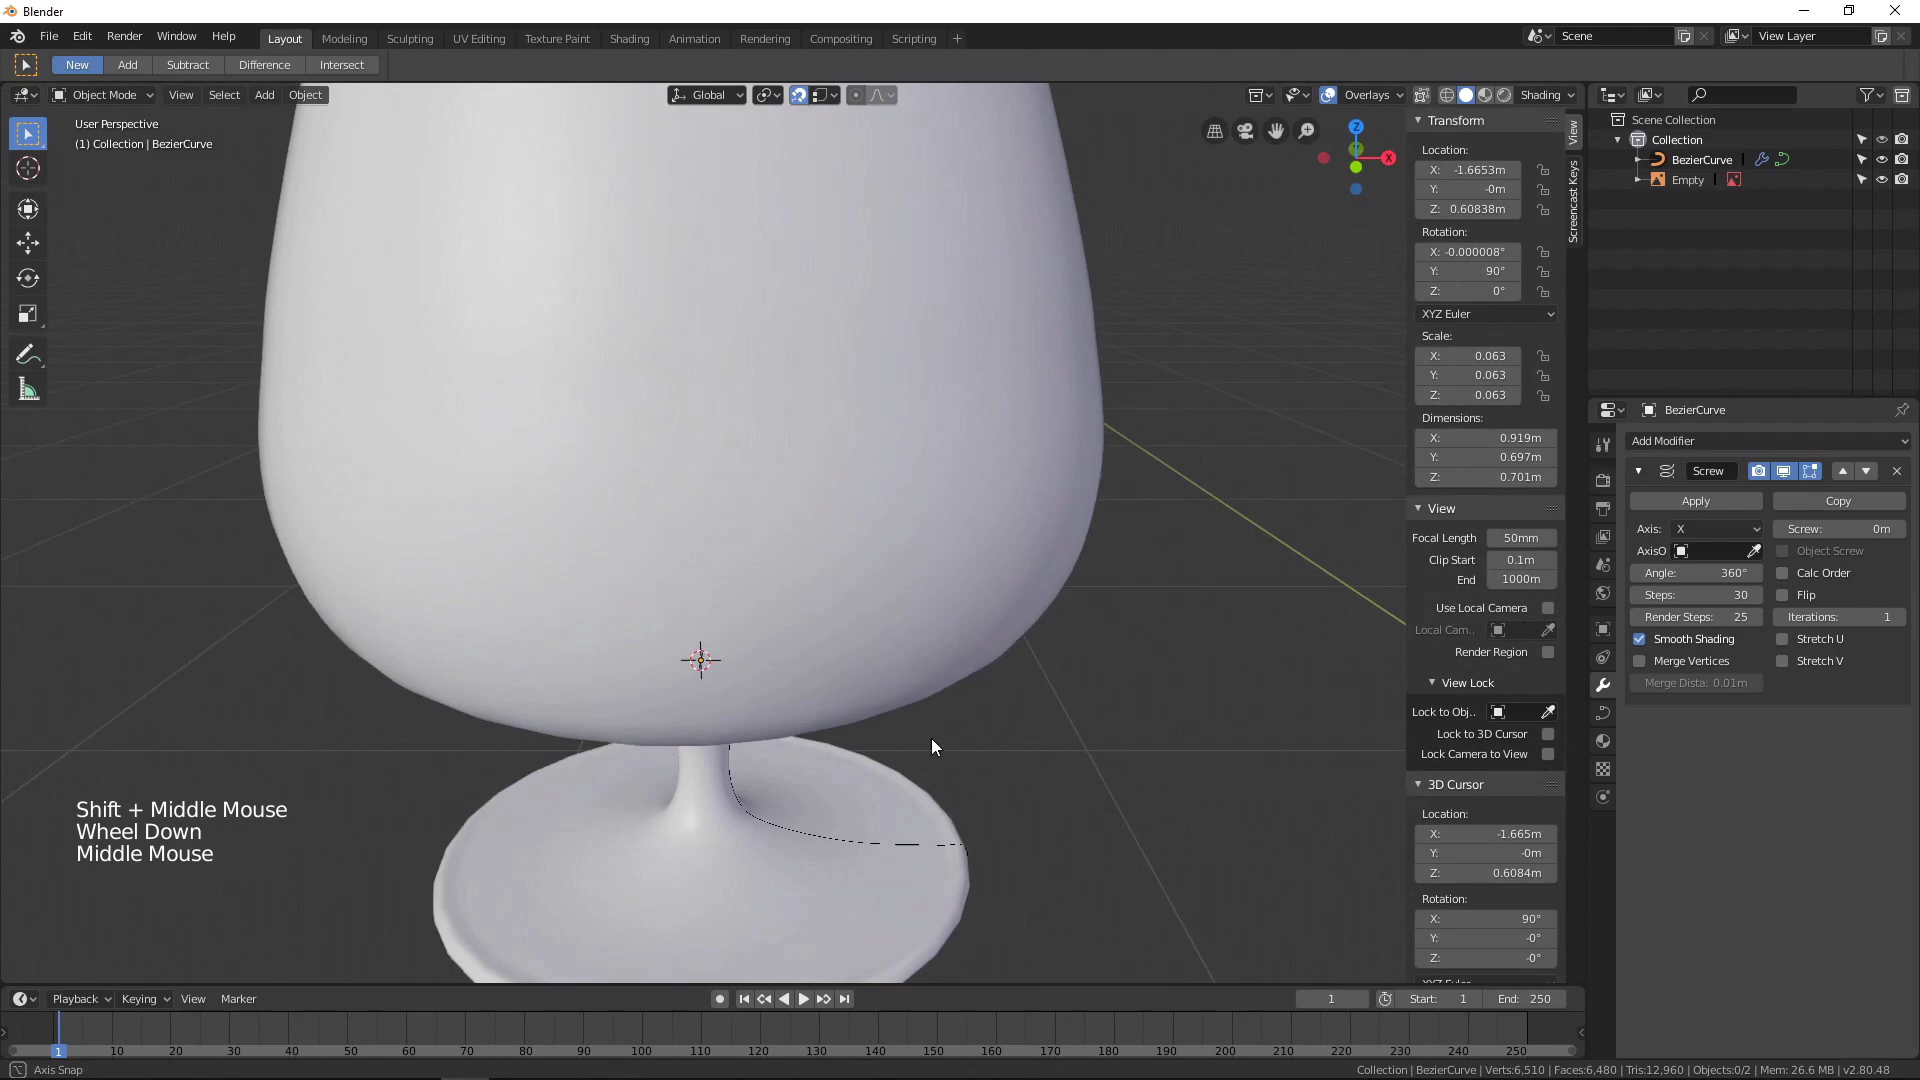 Blender
File Edit Render Window Help Layout Modeling Sculpting UV Editing Texture Paint Shading Animation Rendering Compositing Scripting + Scene View Layer
New Add Subtract Difference Intersect
Object Mode View Select Add Object Global Overlays Shading
User Perspective
(1) Collection | BezierCurve
Z
X
Transform
Location:
X: -1.6653m
Y: -0m
Z: 0.60838m
Rotation:
X: -0.000008°
Y: 90°
Z: 0°
XYZ Euler
Scale:
X: 0.063
Y: 0.063
Z: 0.063
Dimensions:
X: 0.919m
Y: 0.697m
Z: 0.701m
View
Focal Length 50mm
Clip Start 0.1m
End 1000m
Use Local Camera
Local Cam..
Render Region
View Lock
Lock to Obj..
Lock to 3D Cursor
Lock Camera to View
3D Cursor
Location:
X: -1.665m
Y: -0m
Z: 0.6084m
Rotation:
X: 90°
Y: -0°
Z: -0°
View
Screencast Keys
Scene Collection
Collection
BezierCurve
Empty
BezierCurve
Add Modifier
Screw
Apply Copy
Axis: X Screw: 0m
AxisO Object Screw
Angle: 360° Calc Order
Steps: 30 Flip
Render Steps: 25 Iterations: 1
Smooth Shading Stretch U
Merge Vertices Stretch V
Merge Dista: 0.01m
Shift + Middle Mouse
Wheel Down
Middle Mouse
Playback Keying View Marker 1 Start: 1 End: 250
1 10 20 30 40 50 60 70 80 90 100 110 120 130 140 150 160 170 180 190 200 210 220 230 240 250
Axis Snap Collection | BezierCurve | Verts:6,510 | Faces:6,480 | Tris:12,960 | Objects:0/2 | Mem: 26.6 MB | v2.80.48